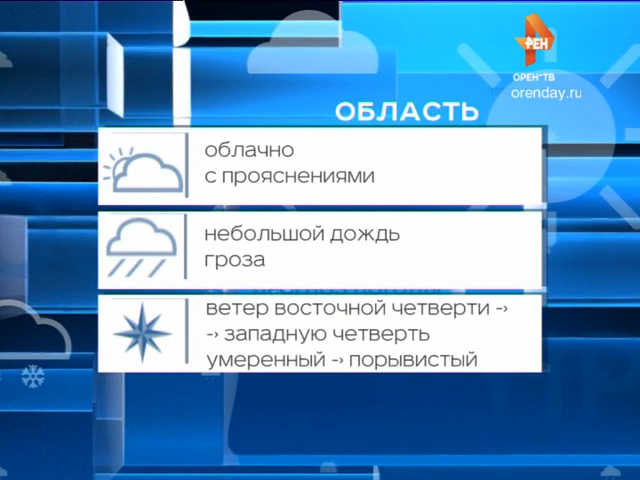 РЕН
ОРЕН-ТВ
orenday.ru
ОБЛАСТЬ
облачно
с прояснениями
небольшой дождь
гроза
ветер восточной четверти ->
-> западную четверть
умеренный -> порывистый